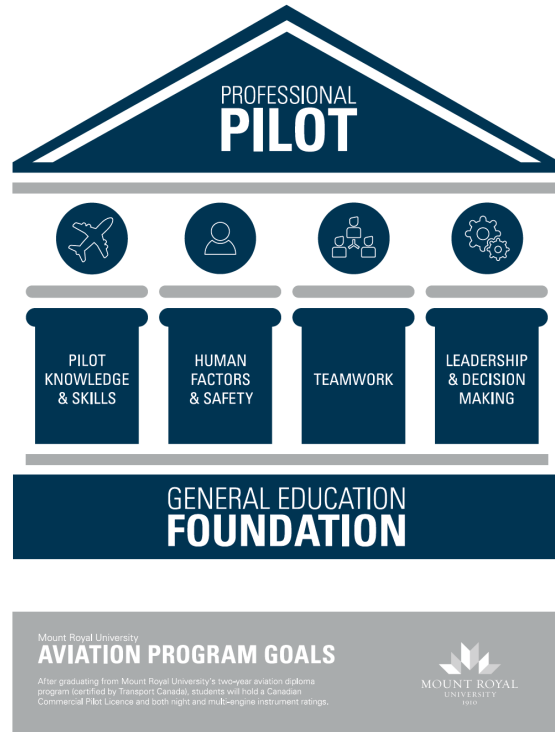 PROFESSIONAL
PILOT
PILOT
KNOWLEDGE
& SKILLS
HUMAN
FACTORS
& SAFETY
TEAMWORK
LEADERSHIP
& DECISION
MAKING
GENERAL EDUCATION
FOUNDATION
Mount Royal University
AVIATION PROGRAM GOALS
After graduating from Mount Royal University's two-year aviation diploma
program (certified by Transport Canada), students will hold a Canadian
Commercial Pilot Licence and both night and multi-engine instrument ratings.
MOUNT ROYAL
UNIVERSITY
1910